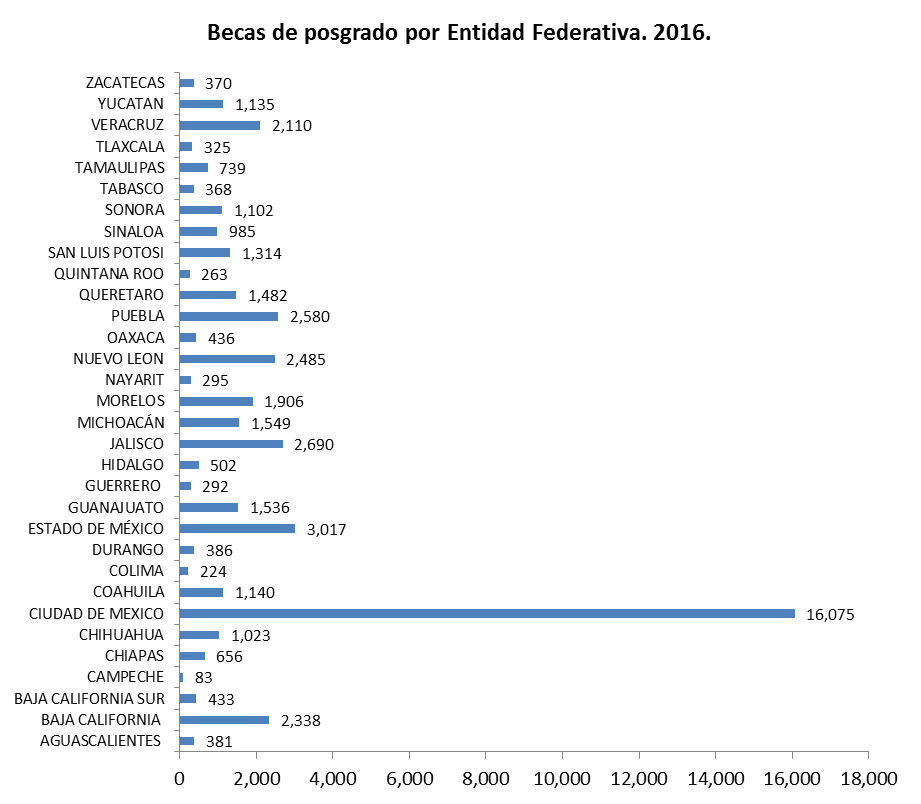 Becas de posgrado por Entidad Federativa. 2016.
ZACATECAS 370
YUCATAN 1,135
VERACRUZ 2,110
TLAXCALA 325
TAMAULIPAS 739
TABASCO 368
SONORA 1,102
SINALOA 985
SAN LUIS POTOSI 1,314
QUINTANA ROO 263
QUERETARO 1,482
PUEBLA 2,580
OAXACA 436
NUEVO LEON 2,485
NAYARIT 295
MORELOS 1,906
MICHOACÁN 1,549
JALISCO 2,690
HIDALGO 502
GUERRERO 292
GUANAJUATO 1,536
ESTADO DE MÉXICO 3,017
DURANGO 386
COLIMA 224
COAHUILA 1,140
CIUDAD DE MEXICO 16,075
CHIHUAHUA 1,023
CHIAPAS 656
CAMPECHE 83
BAJA CALIFORNIA SUR 433
BAJA CALIFORNIA 2,338
AGUASCALIENTES 381
0 2,000 4,000 6,000 8,000 10,000 12,000 14,000 16,000 18,000